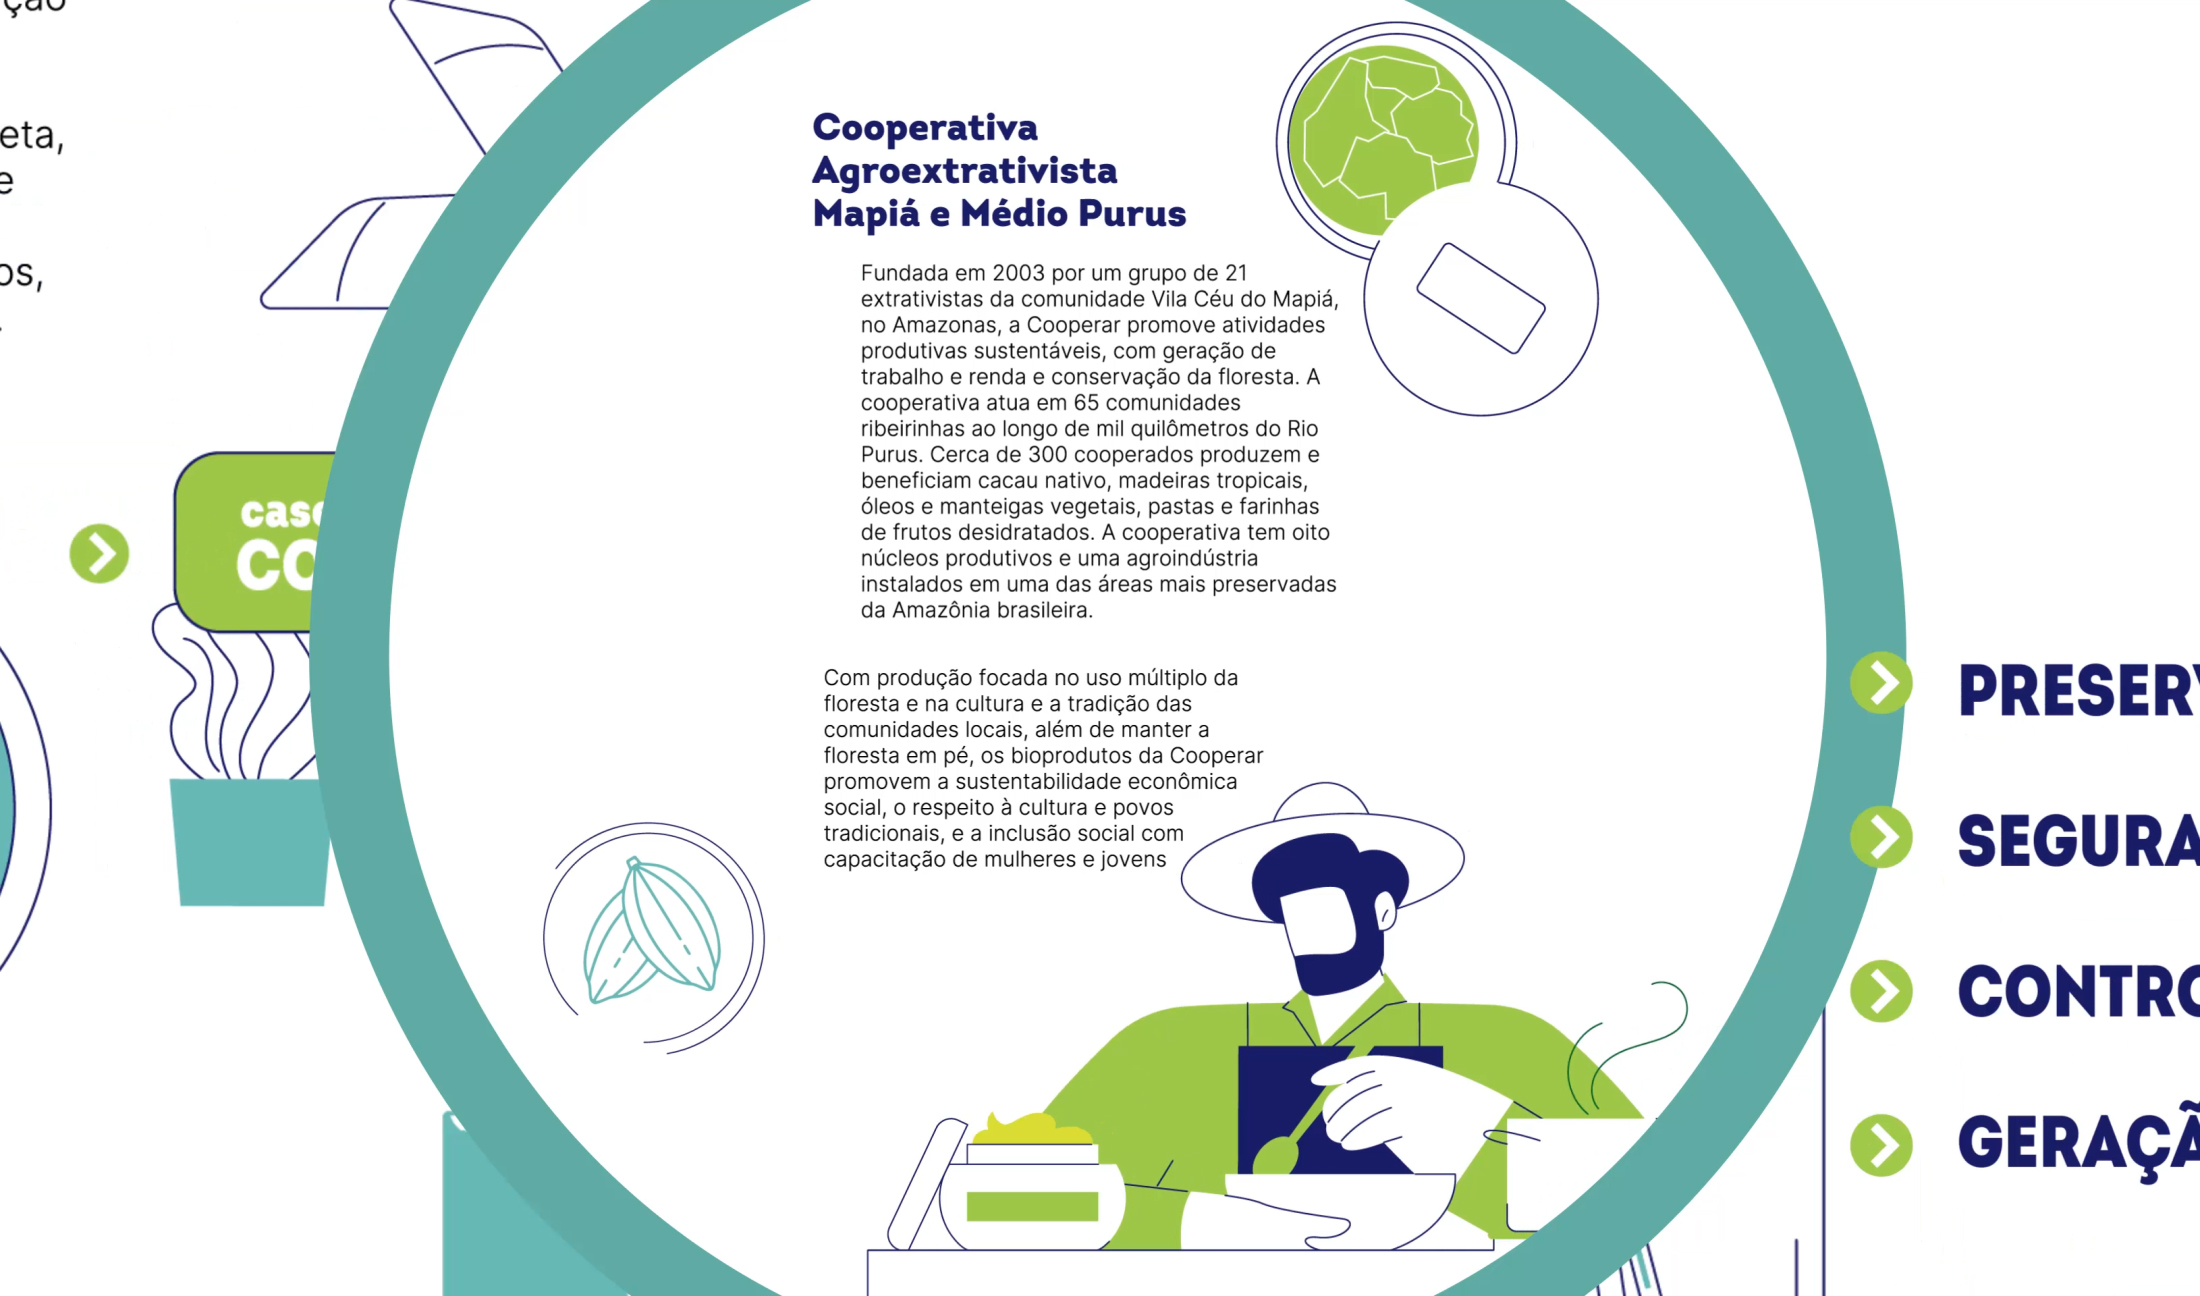 Cooperativa
Agroextrativista
Mapiá e Médio Purus
Fundada em 2003 por um grupo de 21
extrativistas da comunidade Vila Céu do Mapiá,
no Amazonas, a Cooperar promove atividades
produtivas sustentáveis, com geração de
trabalho e renda e conservação da floresta. A
cooperativa atua em 65 comunidades
ribeirinhas ao longo de mil quilômetros do Rio
Purus. Cerca de 300 cooperados produzem e
beneficiam cacau nativo, madeiras tropicais,
óleos e manteigas vegetais, pastas e farinhas
de frutos desidratados. A cooperativa tem oito
núcleos produtivos e uma agroindústria
instalados em uma das áreas mais preservadas
da Amazônia brasileira.
Com produção focada no uso múltiplo da
floresta e na cultura e a tradição das
comunidades locais, além de manter a
floresta em pé, os bioprodutos da Cooperar
promovem a sustentabilidade econômica
social, o respeito à cultura e povos
tradicionais, e a inclusão social com
capacitação de mulheres e jovens